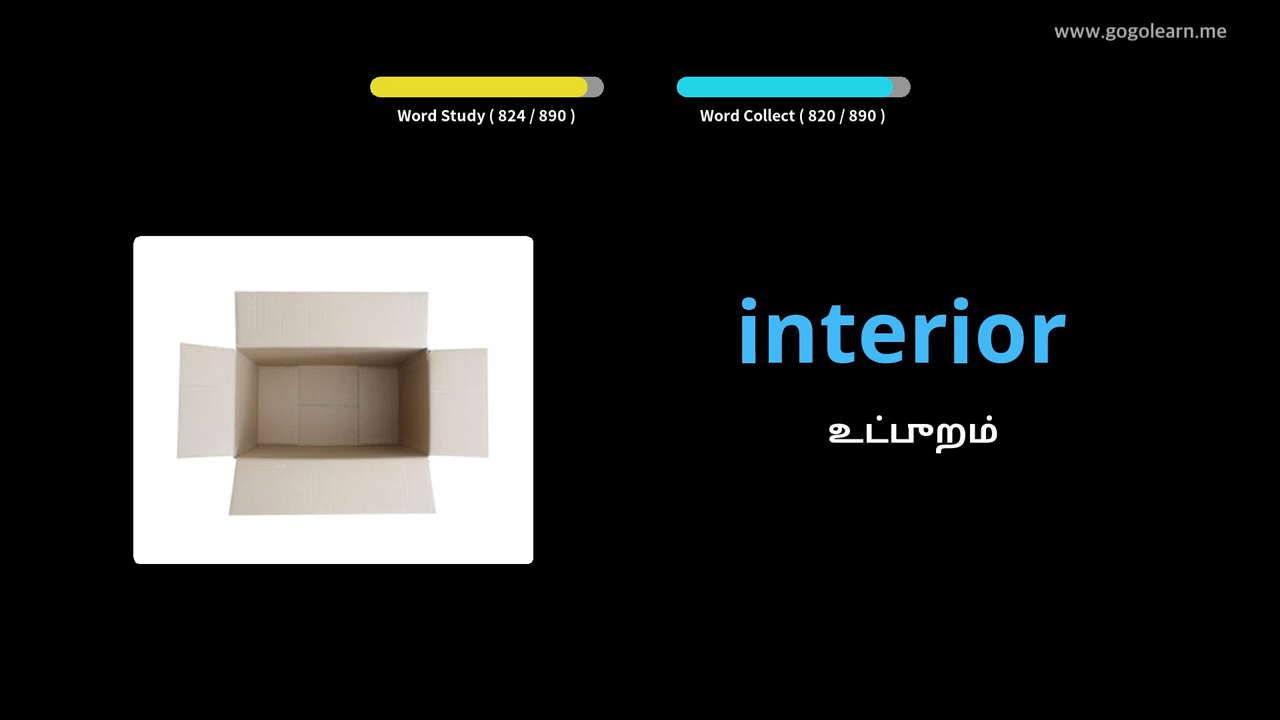 www.gogolearn.me
Word Study ( 824 / 890 )
Word Collect ( 820 / 890 )
interior
உட்புறம்